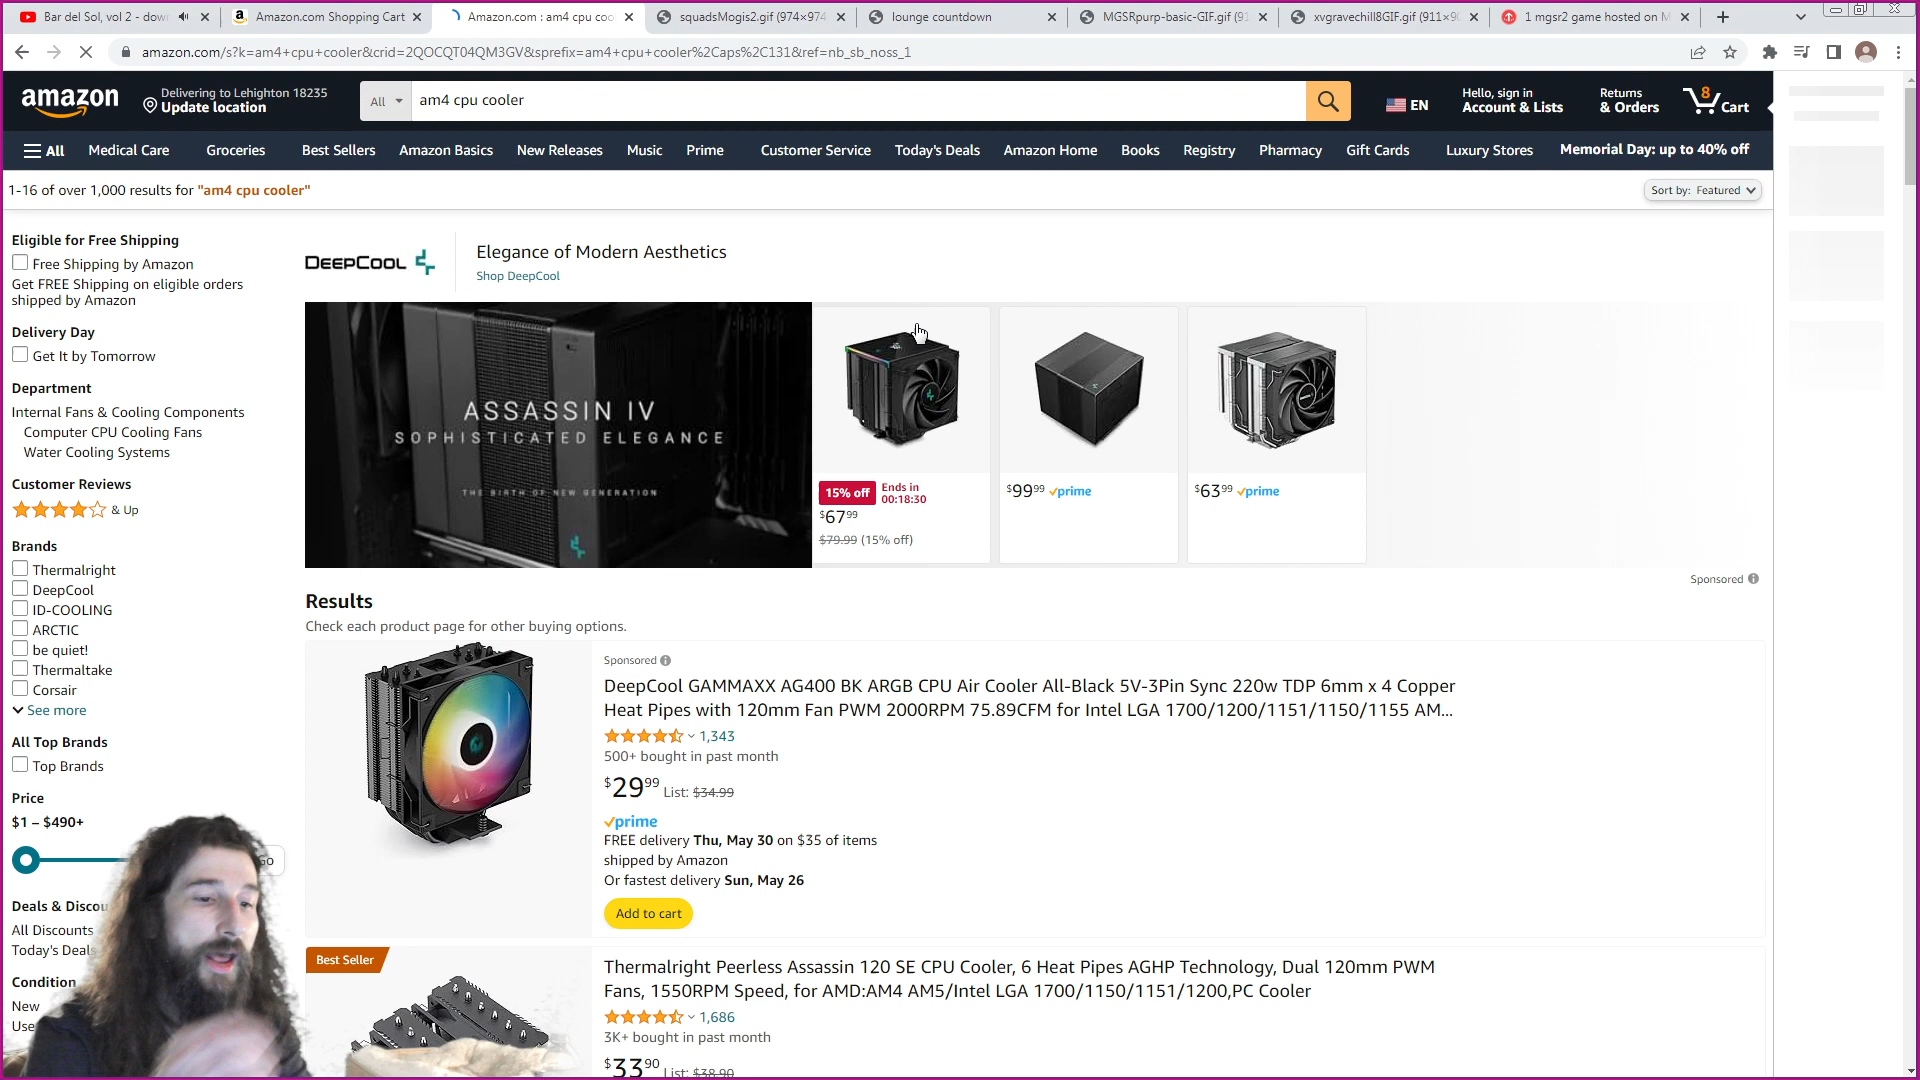 Bar del Sol, vol 2 - dow
Amazon.com Shopping Cart
Amazon.com : am4 cpu coo
squadsMogis2.gif (974×974
lounge countdown
MGSRpurp-basic-GIF.gif (91
xvgravechill8GIF.gif (911×90
1 mgsr2 game hosted on M
amazon.com/s?k=am4+cpu+cooler&crid=2QOCQT04QM3GV&sprefix=am4+cpu+cooler%2Caps%2C131&ref=nb_sb_noss_1
amazon
Delivering to Lehighton 18235
Update location
All
am4 cpu cooler
EN
Hello, sign in
Account & Lists
Returns
& Orders
8
Cart
All
Medical Care
Groceries
Best Sellers
Amazon Basics
New Releases
Music
Prime
Customer Service
Today's Deals
Amazon Home
Books
Registry
Pharmacy
Gift Cards
Luxury Stores
Memorial Day: up to 40% off
1-16 of over 1,000 results for "am4 cpu cooler"
Sort by: Featured
Eligible for Free Shipping
Free Shipping by Amazon
Get FREE Shipping on eligible orders
shipped by Amazon
Delivery Day
Get It by Tomorrow
Department
Internal Fans & Cooling Components
Computer CPU Cooling Fans
Water Cooling Systems
Customer Reviews
& Up
Brands
Thermalright
DeepCool
ID-COOLING
ARCTIC
be quiet!
Thermaltake
Corsair
See more
All Top Brands
Top Brands
Price
$1 – $490+
Go
Deals & Discou
All Discounts
Today's Deals
Condition
New
Use
DEEPCOOL
Elegance of Modern Aesthetics
Shop DeepCool
ASSASSIN IV
SOPHISTICATED ELEGANCE
THE BIRTH OF NEW GENERATION
15% off
Ends in
00:18:30
$67.99
$79.99 (15% off)
$99.99 prime
$63.99 prime
Sponsored
Results
Check each product page for other buying options.
Sponsored
DeepCool GAMMAXX AG400 BK ARGB CPU Air Cooler All-Black 5V-3Pin Sync 220w TDP 6mm x 4 Copper
Heat Pipes with 120mm Fan PWM 2000RPM 75.89CFM for Intel LGA 1700/1200/1151/1150/1155 AM...
1,343
500+ bought in past month
$29.99 List: $34.99
prime
FREE delivery Thu, May 30 on $35 of items
shipped by Amazon
Or fastest delivery Sun, May 26
Add to cart
Best Seller
Thermalright Peerless Assassin 120 SE CPU Cooler, 6 Heat Pipes AGHP Technology, Dual 120mm PWM
Fans, 1550RPM Speed, for AMD:AM4 AM5/Intel LGA 1700/1150/1151/1200,PC Cooler
1,686
3K+ bought in past month
$33.90 List: $38.90